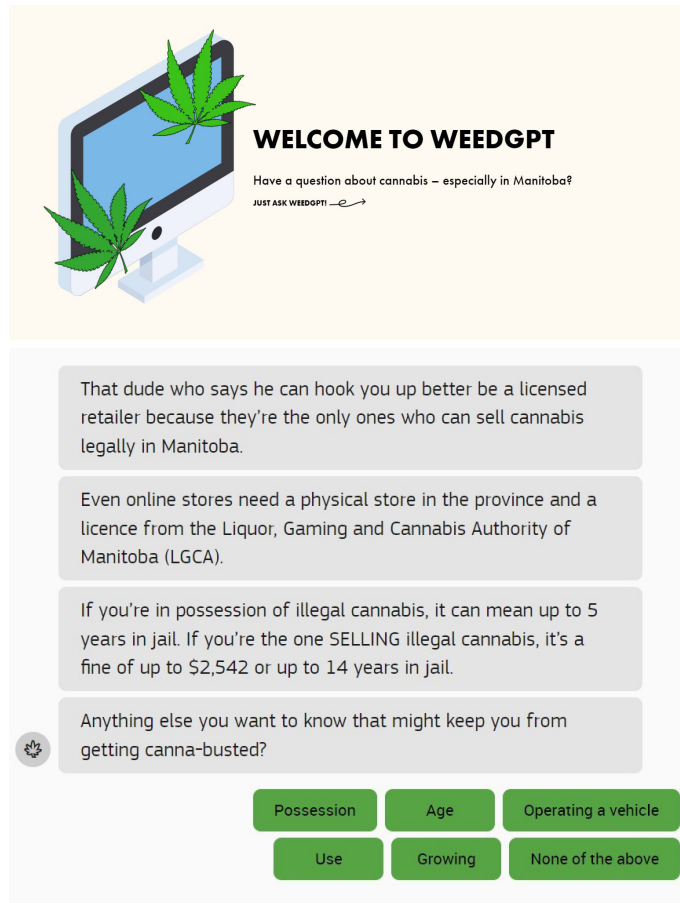 WELCOME TO WEEDGPT
Have a question about cannabis – especially in Manitoba?
JUST ASK WEEDGPT!
That dude who says he can hook you up better be a licensed
retailer because they're the only ones who can sell cannabis
legally in Manitoba.
Even online stores need a physical store in the province and a
licence from the Liquor, Gaming and Cannabis Authority of
Manitoba (LGCA).
If you're in possession of illegal cannabis, it can mean up to 5
years in jail. If you're the one SELLING illegal cannabis, it's a
fine of up to $2,542 or up to 14 years in jail.
Anything else you want to know that might keep you from
getting canna-busted?
Possession Age Operating a vehicle
Use Growing None of the above